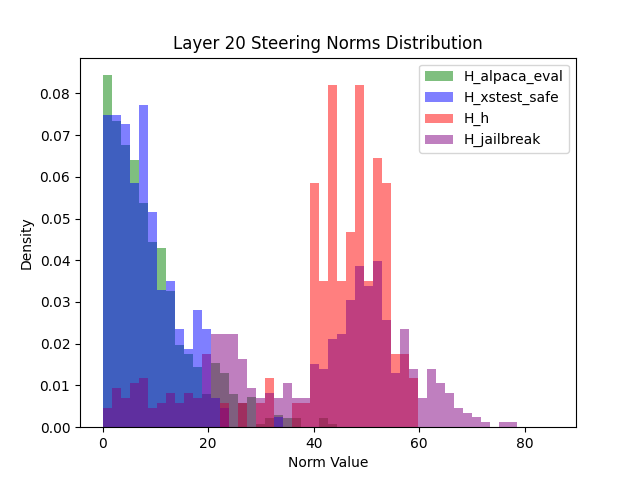 Layer 20 Steering Norms Distribution
H_alpaca_eval
H_xstest_safe
H_h
H_jailbreak
Density
0.08
0.07
0.06
0.05
0.04
0.03
0.02
0.01
0.00
0
20
40
60
80
Norm Value